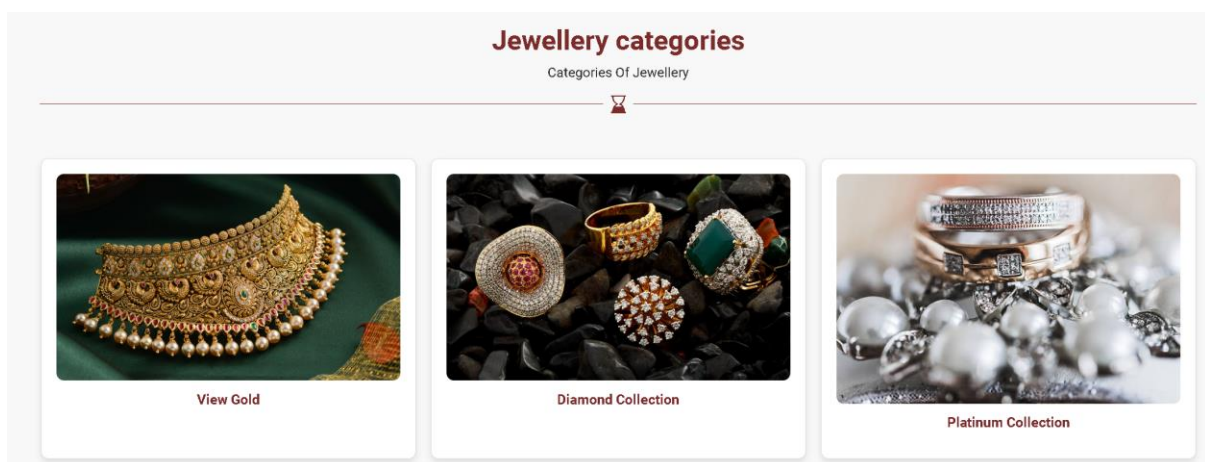 Jewellery categories
Categories Of Jewellery
View Gold
Diamond Collection
Platinum Collection